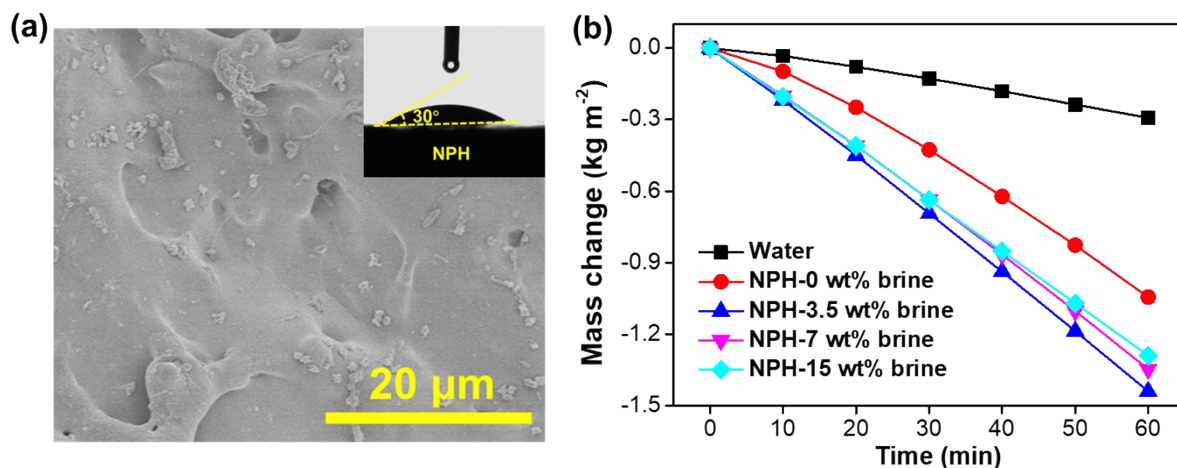 (a)
30°
NPH
20 μm
(b)
Mass change (kg m⁻²)
0.0
-0.3
-0.6
-0.9
-1.2
-1.5
Water
NPH-0 wt% brine
NPH-3.5 wt% brine
NPH-7 wt% brine
NPH-15 wt% brine
0 10 20 30 40 50 60
Time (min)